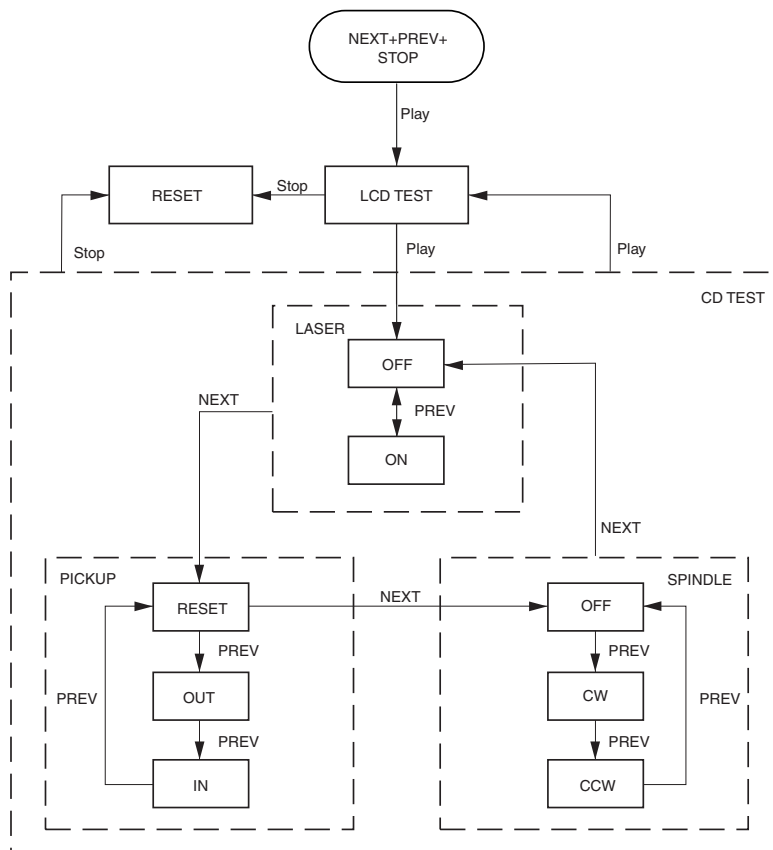 NEXT+PREV+
STOP
Play
RESET
Stop
LCD TEST
Stop
Play
Play
CD TEST
LASER
OFF
NEXT
PREV
ON
NEXT
PICKUP
SPINDLE
RESET
NEXT
OFF
PREV
PREV
PREV
OUT
CW
PREV
PREV
PREV
IN
CCW